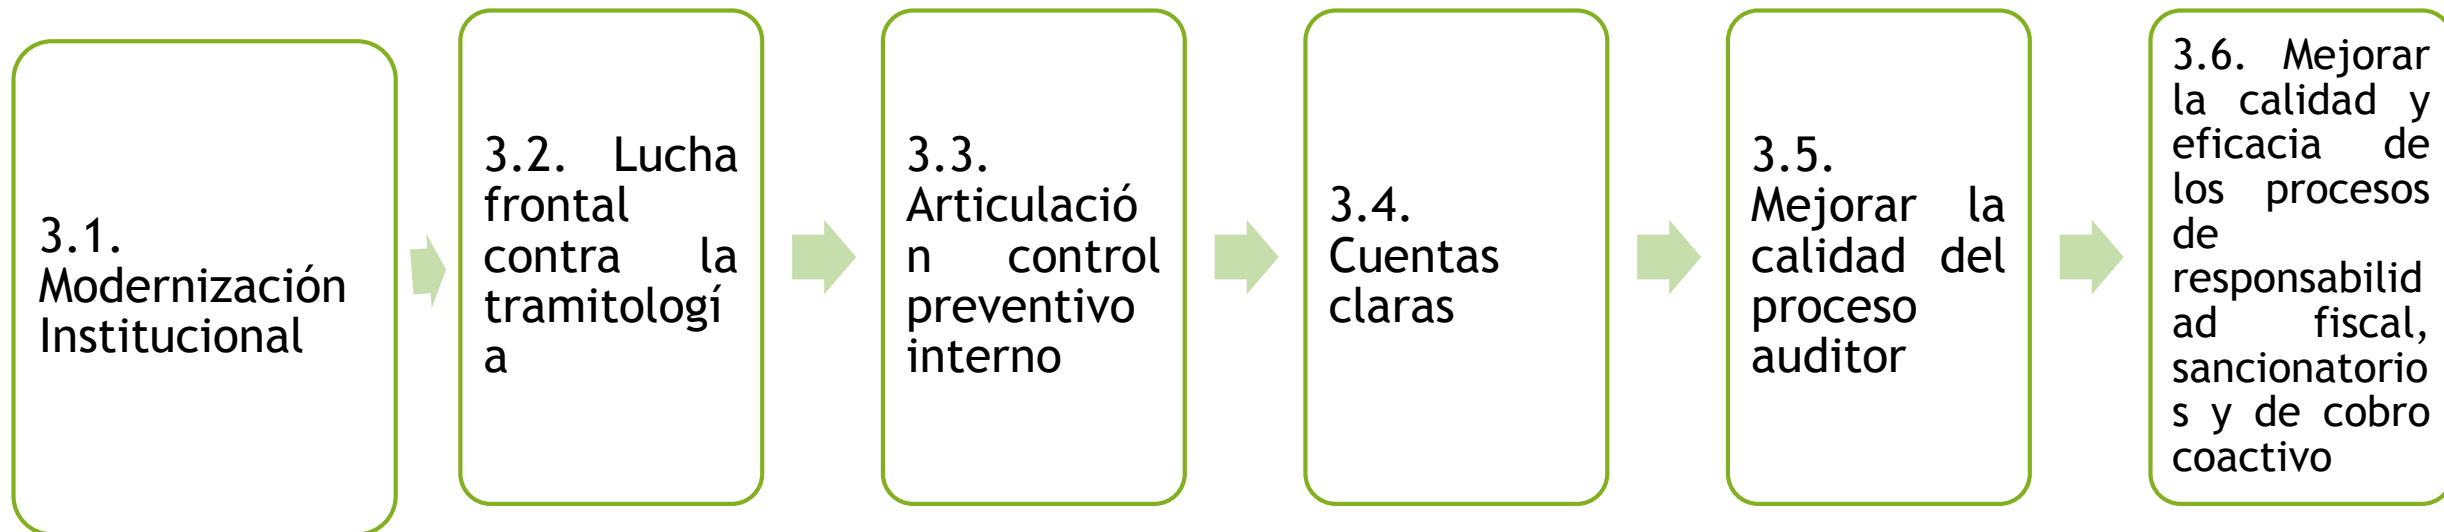 3.1.
Modernización
Institucional
3.2. Lucha
frontal
contra la
tramitologí
a
3.3.
Articulació
n control
preventivo
interno
3.4.
Cuentas
claras
3.5.
Mejorar la
calidad del
proceso
auditor
3.6. Mejorar
la calidad y
eficacia de
los procesos
de
responsabilid
ad fiscal,
sancionatorio
s y de cobro
coactivo